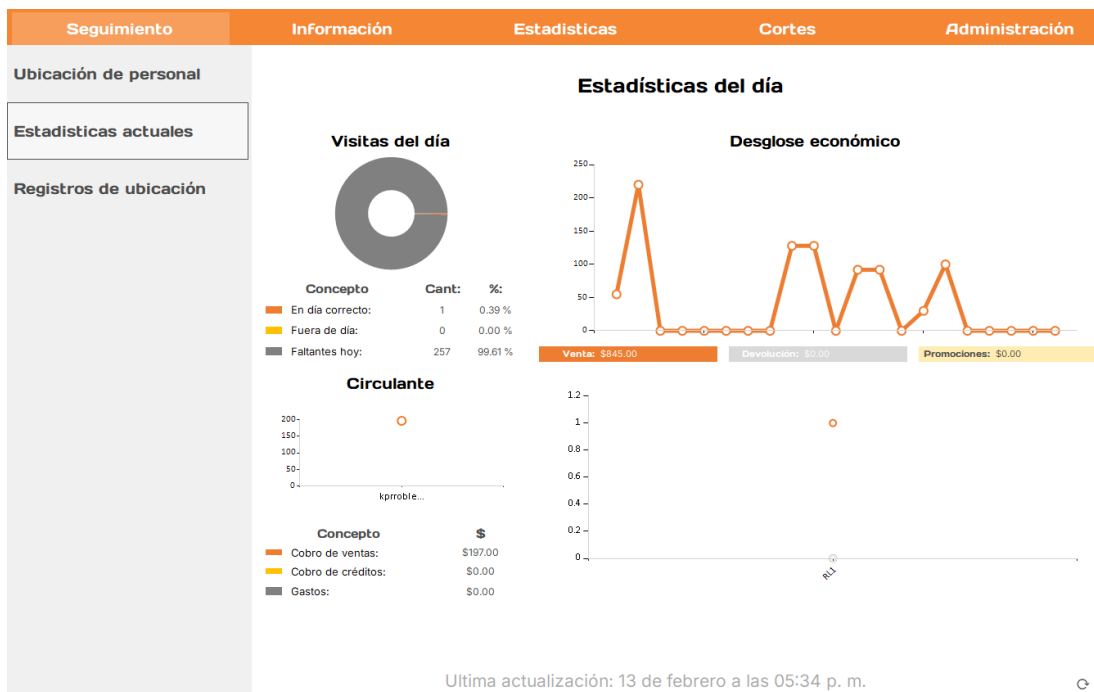 Seguimiento Información Estadisticas Cortes Administración
Ubicación de personal
Estadisticas actuales
Registros de ubicación
Estadísticas del día
Visitas del día
Concepto Cant: %:
En día correcto: 1 0.39 %
Fuera de día: 0 0.00 %
Faltantes hoy: 257 99.61 %
Desglose económico
250
200
150
100
50
0
Venta: $845.00 Devolución: $0.00 Promociones: $0.00
Circulante
200
150
100
50
0
kprroble...
Concepto $
Cobro de ventas: $197.00
Cobro de créditos: $0.00
Gastos: $0.00
1.2
1
0.8
0.6
0.4
0.2
0
RL1
Ultima actualización: 13 de febrero a las 05:34 p. m.